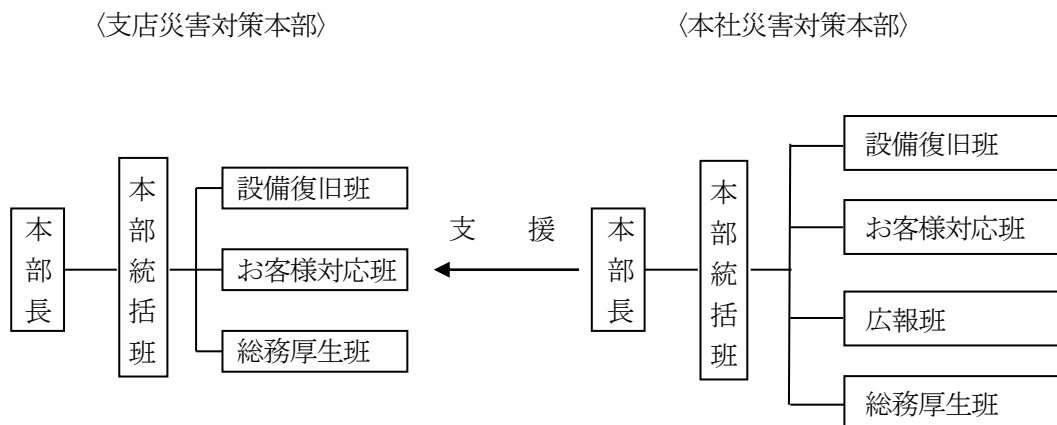 〈支店災害対策本部〉
本部長
本部統括班
設備復旧班
お客様対応班
総務厚生班
支　援
〈本社災害対策本部〉
本部長
本部統括班
設備復旧班
お客様対応班
広報班
総務厚生班